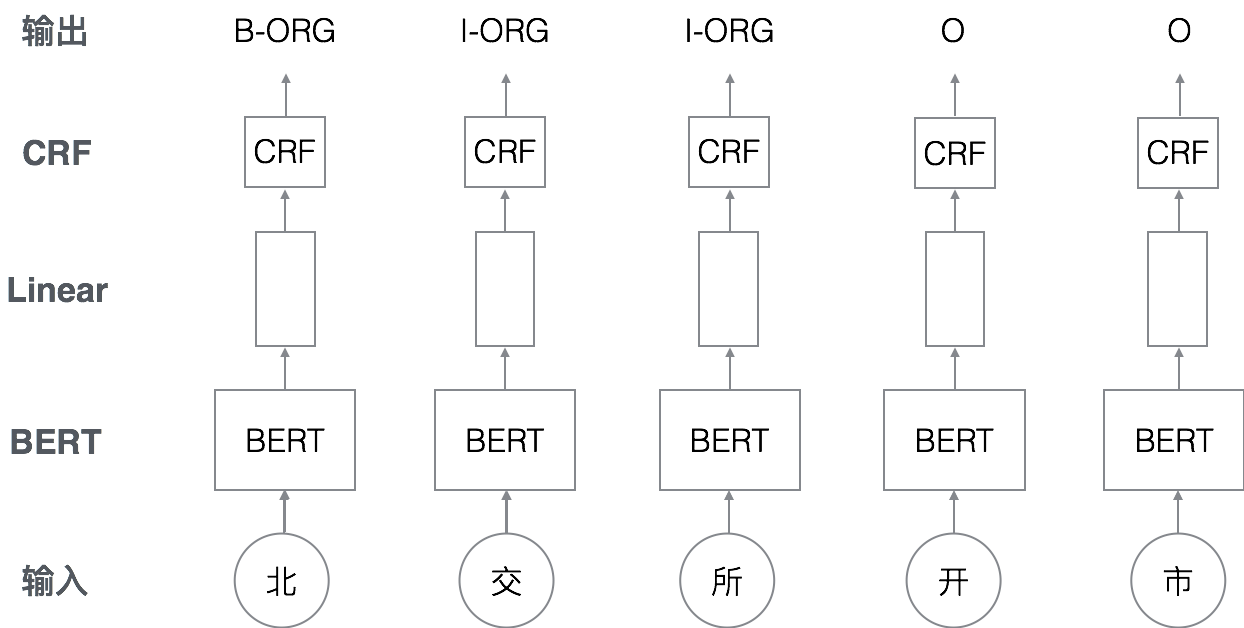 输出 B-ORG I-ORG I-ORG O O
CRF CRF CRF CRF CRF CRF
Linear
BERT BERT BERT BERT BERT BERT
输入 北 交 所 开 市